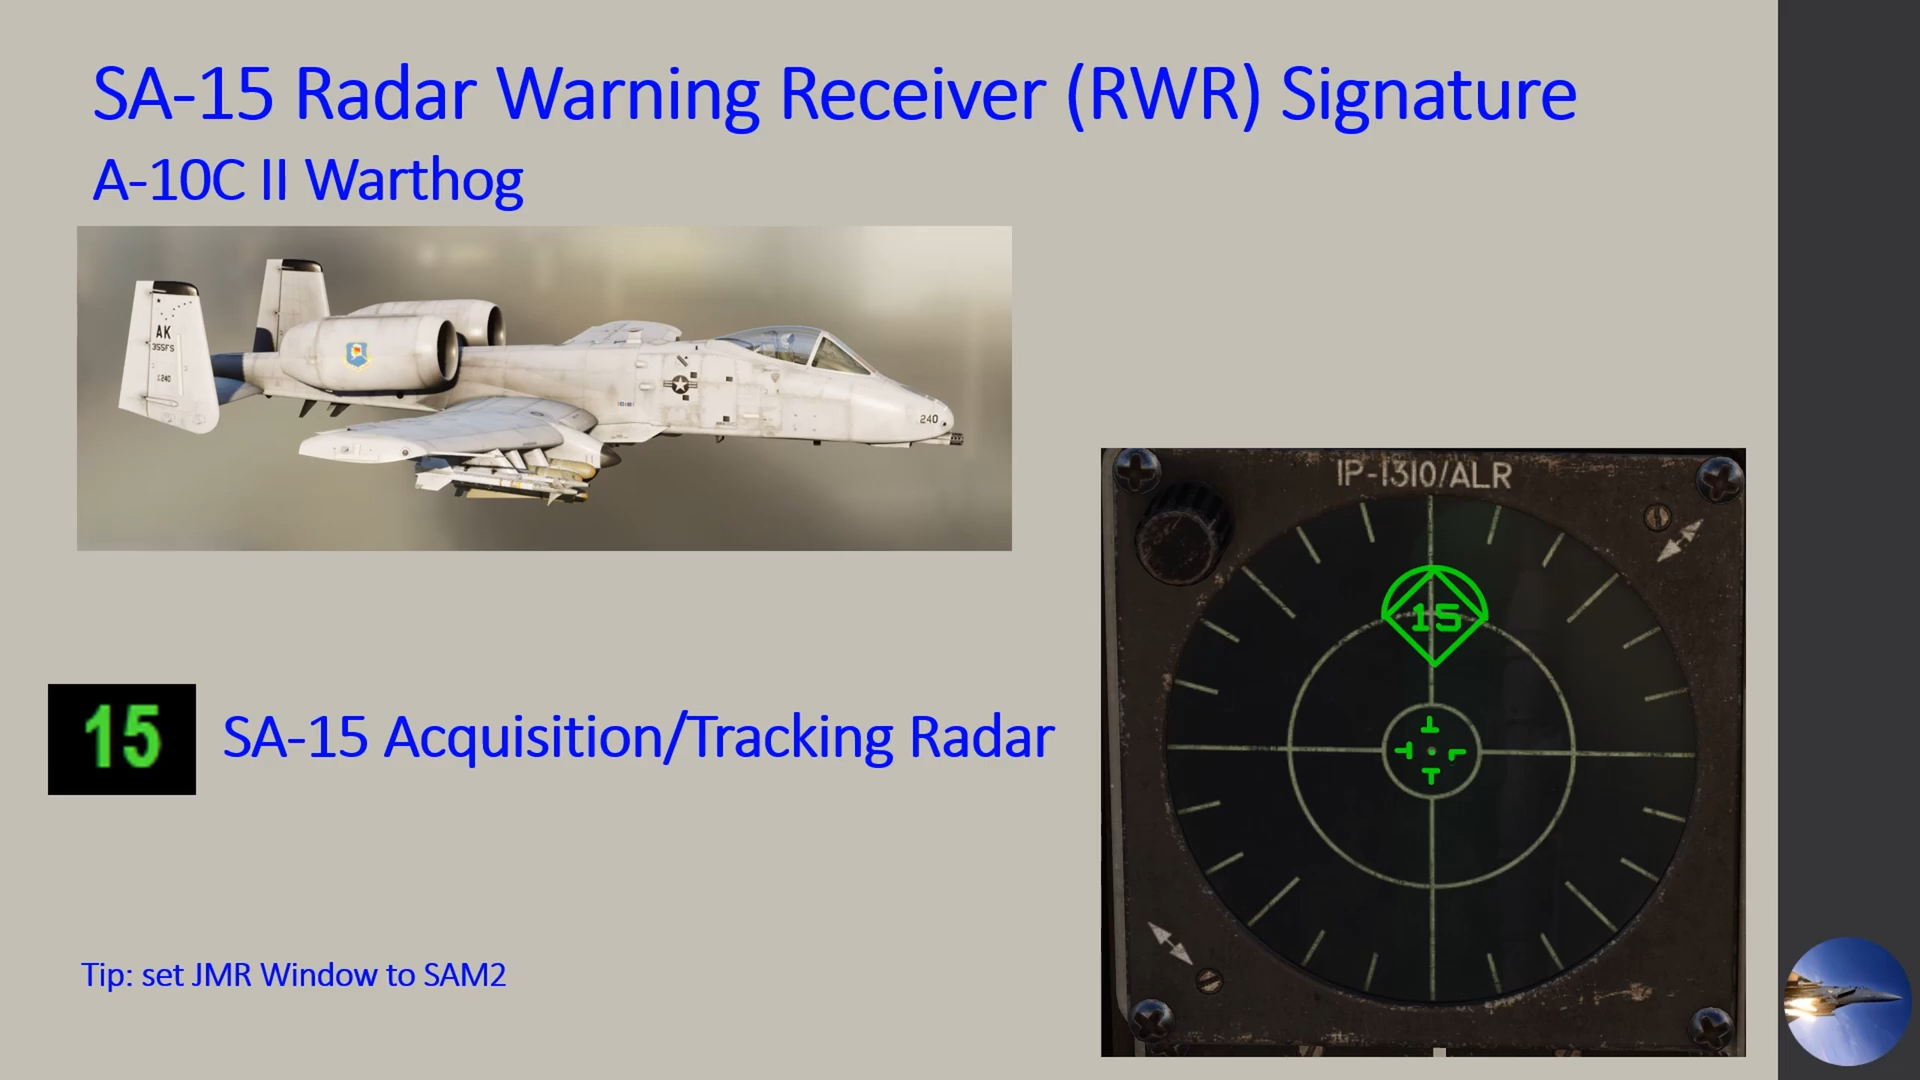 SA-15 Radar Warning Receiver (RWR) Signature
A-10C II Warthog
AK
355FS
240
240
IP-1310/ALR
15
15
SA-15 Acquisition/Tracking Radar
Tip: set JMR Window to SAM2